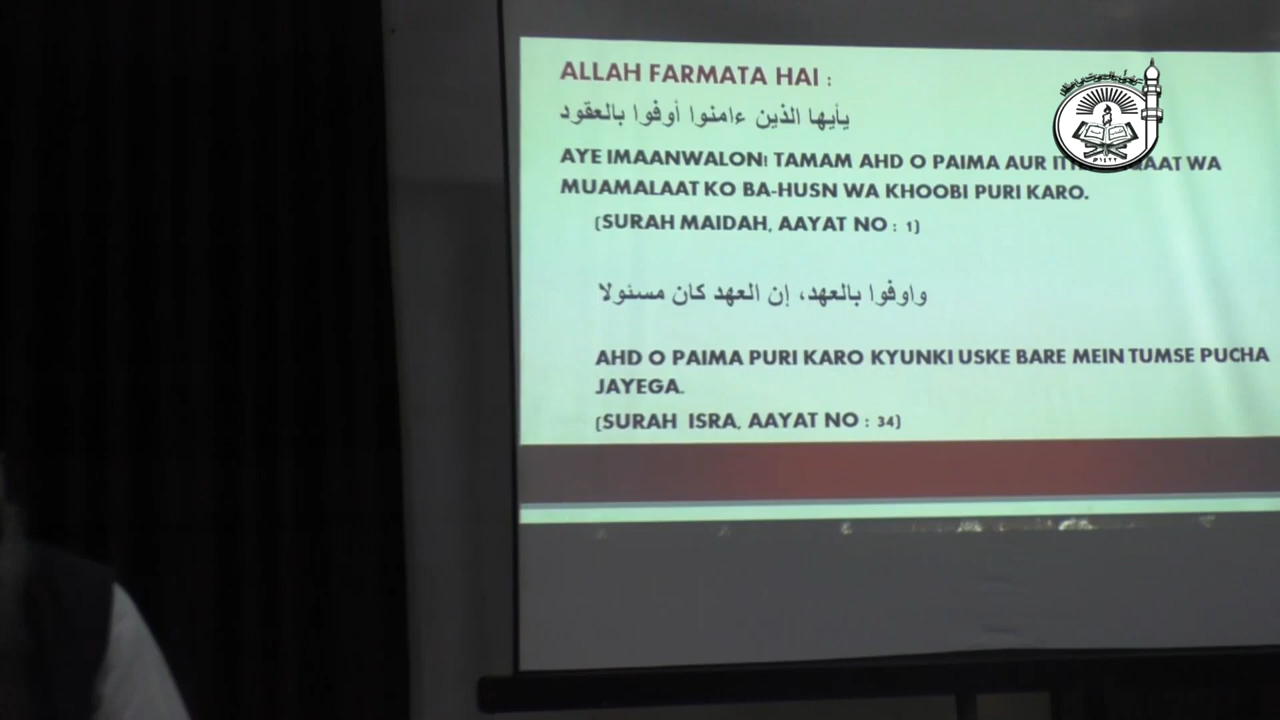 ALLAH FARMATA HAI :
يأيها الذين ءامنوا أوفوا بالعقود
AYE IMAANWALON! TAMAM AHD O PAIMA AUR WA
MUAMALAAT KO BA-HUSN WA KHOOBI PURI KARO.
(SURAH MAIDAH, AAYAT NO : 1)
واوفوا بالعهد، إن العهد كان مسئولا
AHD O PAIMA PURI KARO KYUNKI USKE BARE MEIN TUMSE PUCHA
JAYEGA.
(SURAH ISRA, AAYAT NO : 34)